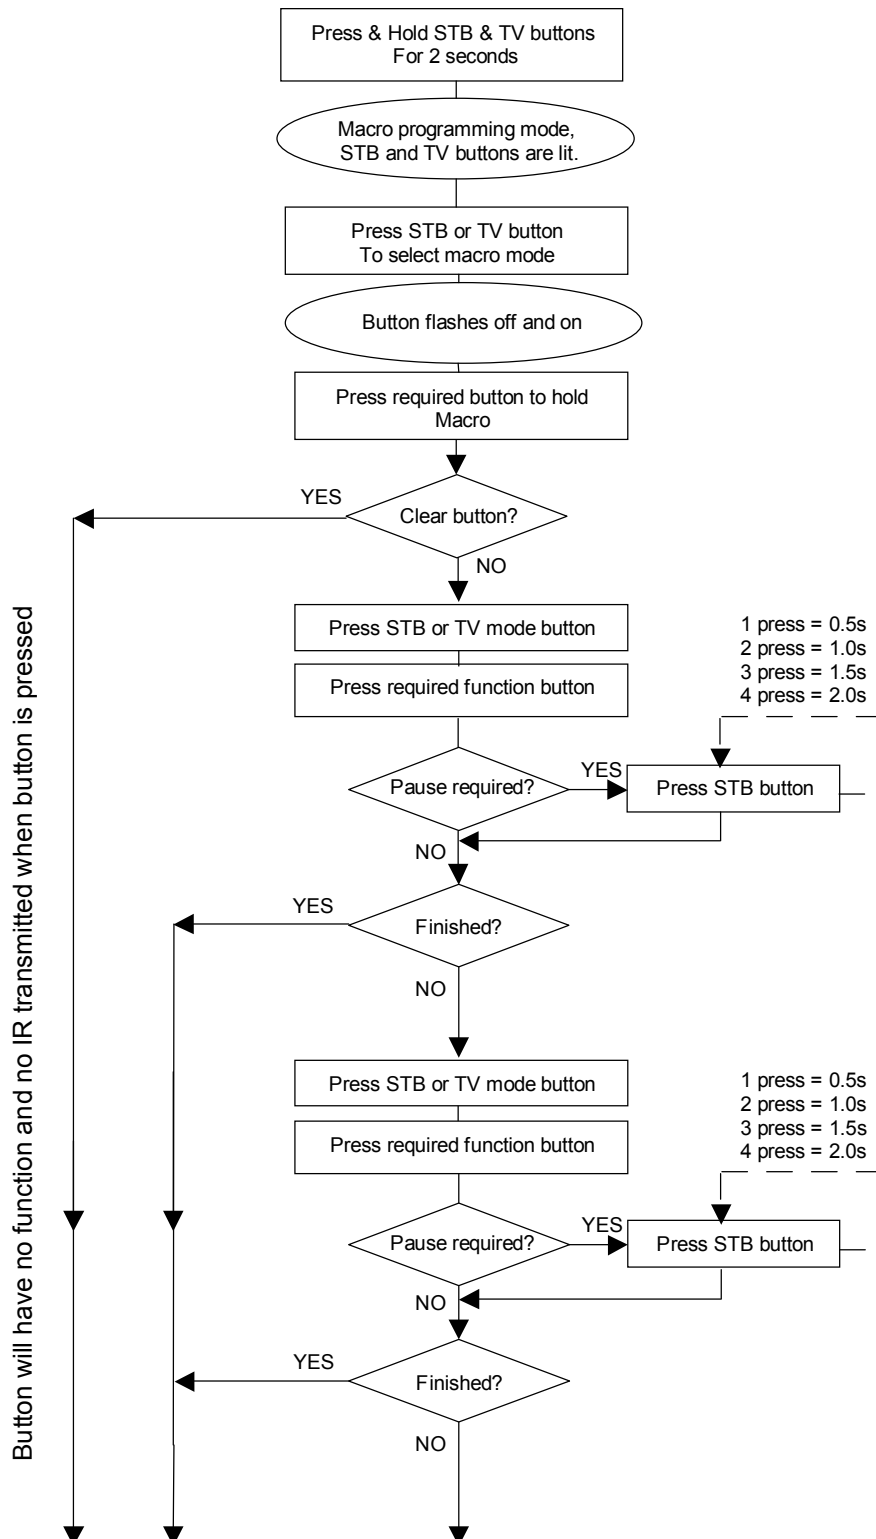 Press & Hold STB & TV buttons
For 2 seconds
Macro programming mode,
STB and TV buttons are lit.
Press STB or TV button
To select macro mode
Button flashes off and on
Press required button to hold
Macro
YES
Clear button?
NO
Button will have no function and no IR transmitted when button is pressed
Press STB or TV mode button
Press required function button
1 press = 0.5s
2 press = 1.0s
3 press = 1.5s
4 press = 2.0s
Pause required?
YES
Press STB button
NO
YES
Finished?
NO
Press STB or TV mode button
Press required function button
1 press = 0.5s
2 press = 1.0s
3 press = 1.5s
4 press = 2.0s
Pause required?
YES
Press STB button
NO
YES
Finished?
NO